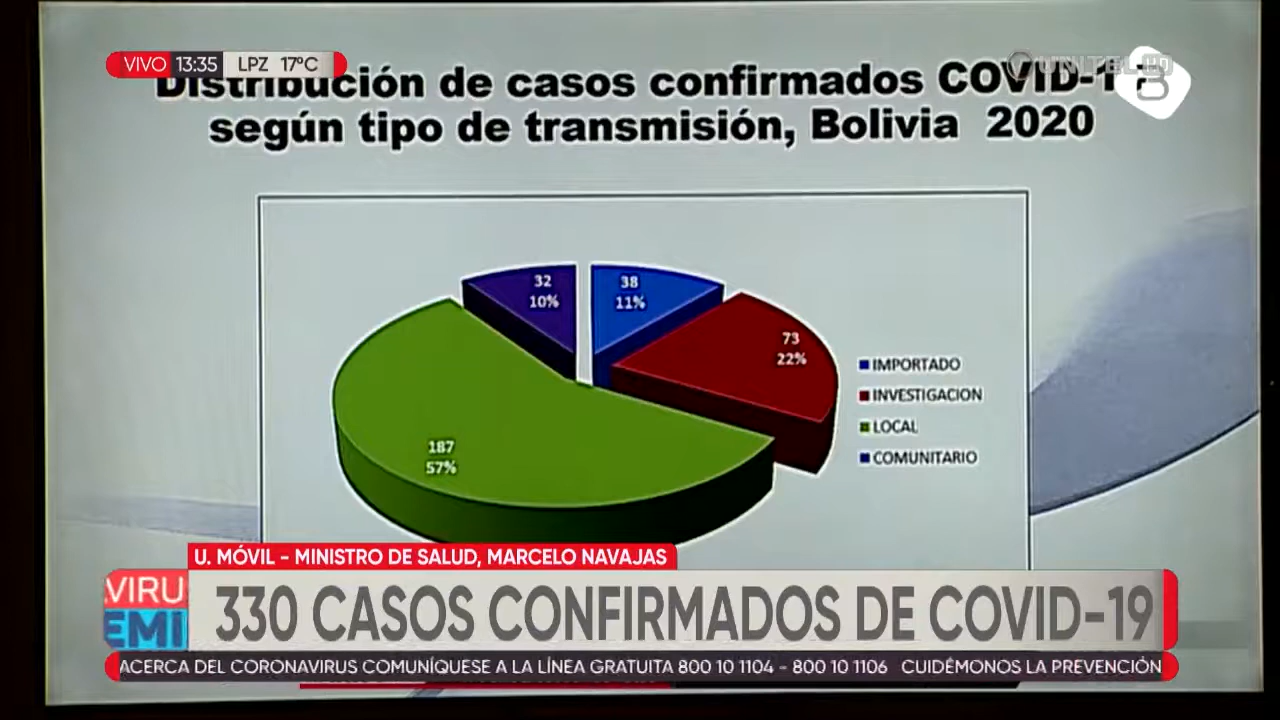 VIVO 13:35 LPZ 17°C
UNITEL HD
Distribución de casos confirmados COVID-1
según tipo de transmisión, Bolivia 2020
32
10%
38
11%
73
22%
187
57%
IMPORTADO
INVESTIGACION
LOCAL
COMUNITARIO
U. MÓVIL - MINISTRO DE SALUD, MARCELO NAVAJAS
VIRU
EMI
330 CASOS CONFIRMADOS DE COVID-19
ACERCA DEL CORONAVIRUS COMUNÍQUESE A LA LÍNEA GRATUITA 800 10 1104 - 800 10 1106 CUIDÉMONOS LA PREVENCIÓN